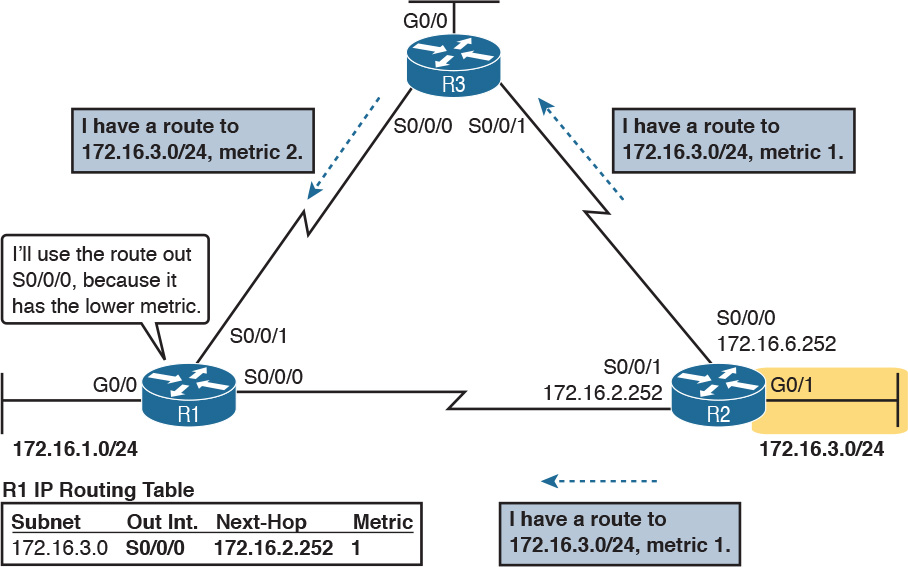 G0/0
R3
I have a route to
172.16.3.0/24, metric 2.
S0/0/0 S0/0/1
I have a route to
172.16.3.0/24, metric 1.
I’ll use the route out
S0/0/0, because it
has the lower metric.
S0/0/1
S0/0/0
172.16.6.252
G0/0
R1
S0/0/0
S0/0/1
172.16.2.252
R2
G0/1
172.16.1.0/24
172.16.3.0/24
R1 IP Routing Table
Subnet Out Int. Next-Hop Metric
172.16.3.0 S0/0/0 172.16.2.252 1
I have a route to
172.16.3.0/24, metric 1.